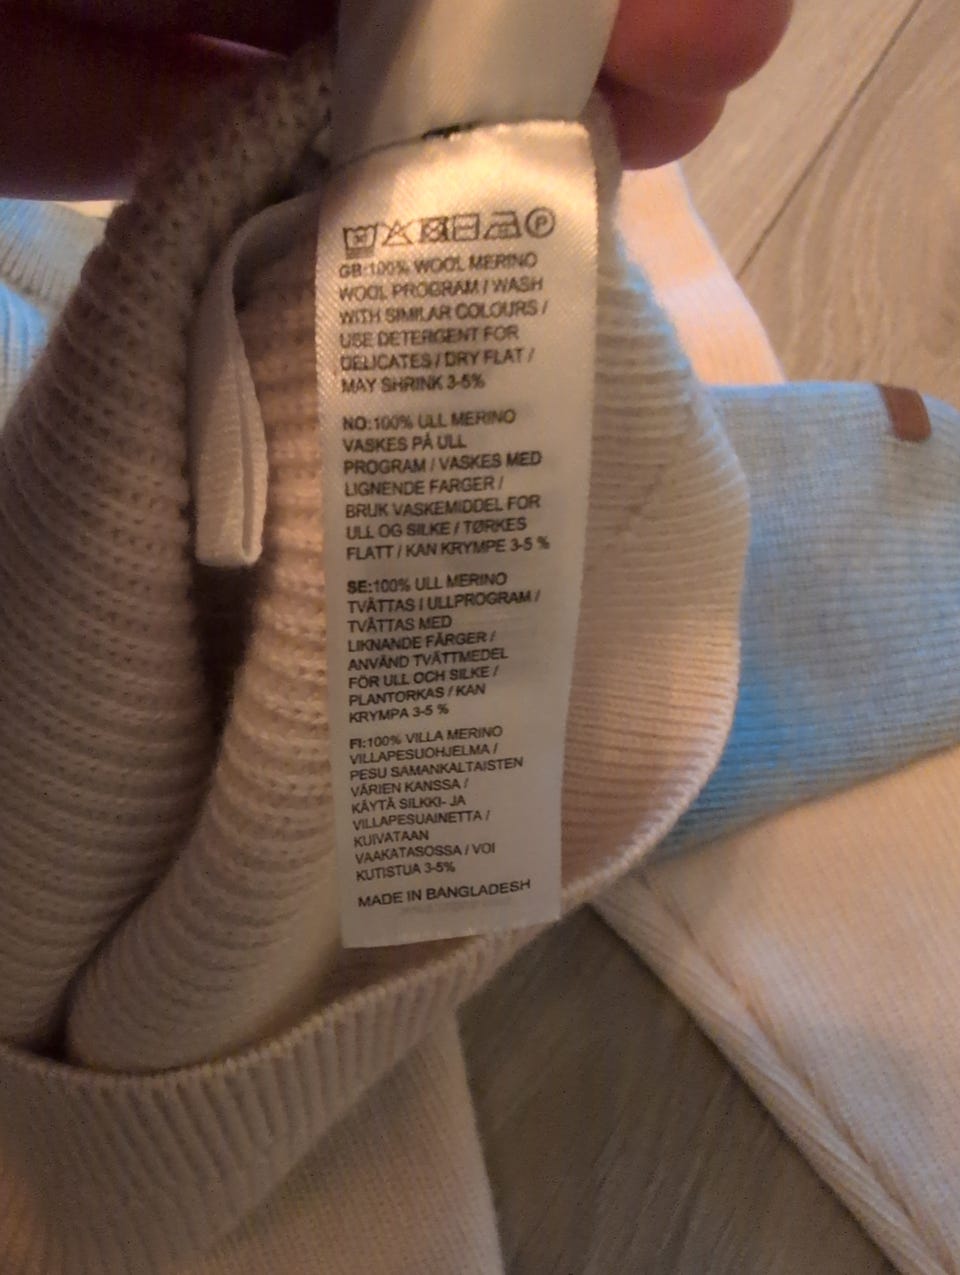 GB:100% WOOL MERINO
WOOL PROGRAM / WASH
WITH SIMILAR COLOURS /
USE DETERGENT FOR
DELICATES / DRY FLAT /
MAY SHRINK 3-5%
NO:100% ULL MERINO
VASKES PÅ ULL
PROGRAM / VASKES MED
LIGNENDE FARGER /
BRUK VASKEMIDDEL FOR
ULL OG SILKE / TØRKES
FLATT / KAN KRYMPE 3-5 %
SE:100% ULL MERINO
TVÄTTAS I ULLPROGRAM /
TVÄTTAS MED
LIKNANDE FÄRGER /
ANVÄND TVÄTTMEDEL
FÖR ULL OCH SILKE /
PLANTORKAS / KAN
KRYMPA 3-5 %
FI:100% VILLA MERINO
VILLAPESUOHJELMA /
PESU SAMANKALTAISTEN
VÄRIEN KANSSA /
KÄYTÄ SILKKI- JA
VILLAPESUAINETTA /
KUIVATAAN
VAAKATASOSSA / VOI
KUTISTUA 3-5%
MADE IN BANGLADESH